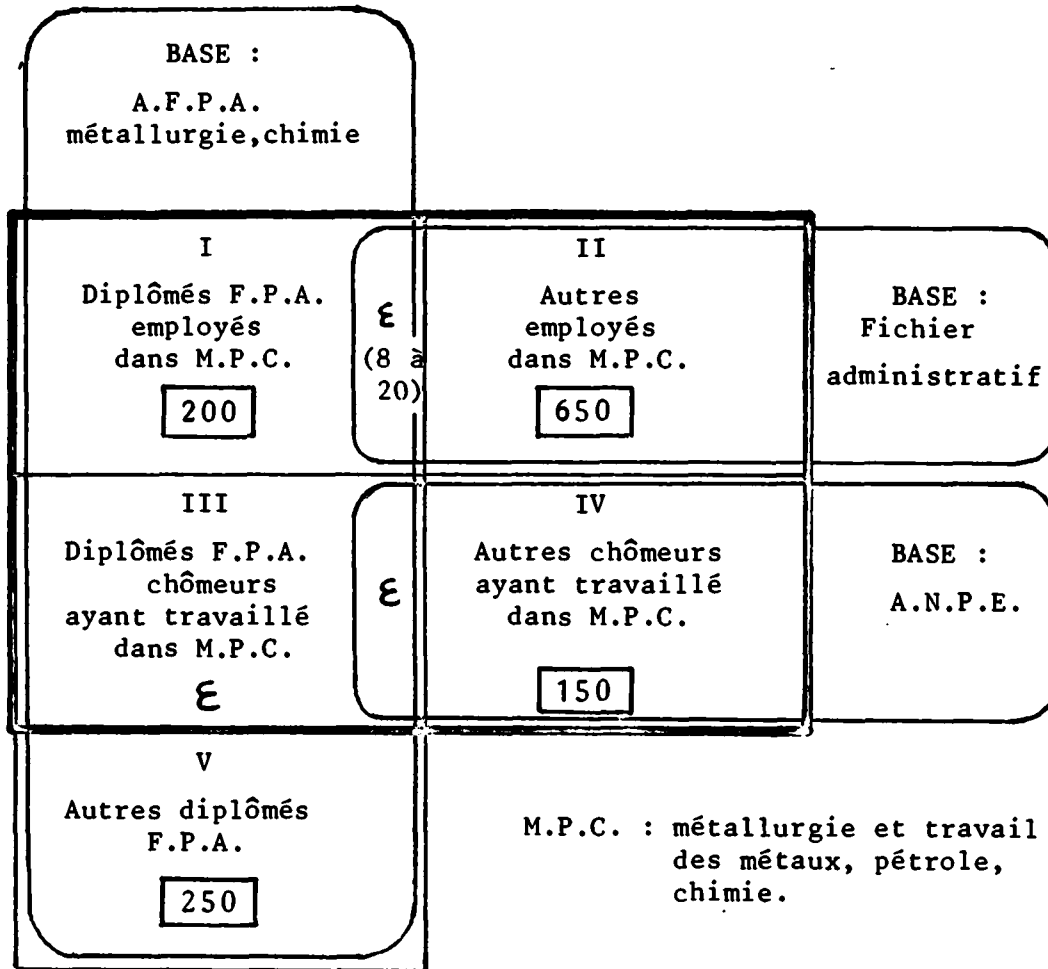 BASE :
A.F.P.A.
métallurgie,chimie
I
Diplômés F.P.A.
employés
dans M.P.C.
200
ε
(8 à
20)
II
Autres
employés
dans M.P.C.
650
BASE :
Fichier
administratif
III
Diplômés F.P.A.
chômeurs
ayant travaillé
dans M.P.C.
ε
ε
IV
Autres chômeurs
ayant travaillé
dans M.P.C.
150
BASE :
A.N.P.E.
V
Autres diplômés
F.P.A.
250
M.P.C. : métallurgie et travail
des métaux, pétrole,
chimie.